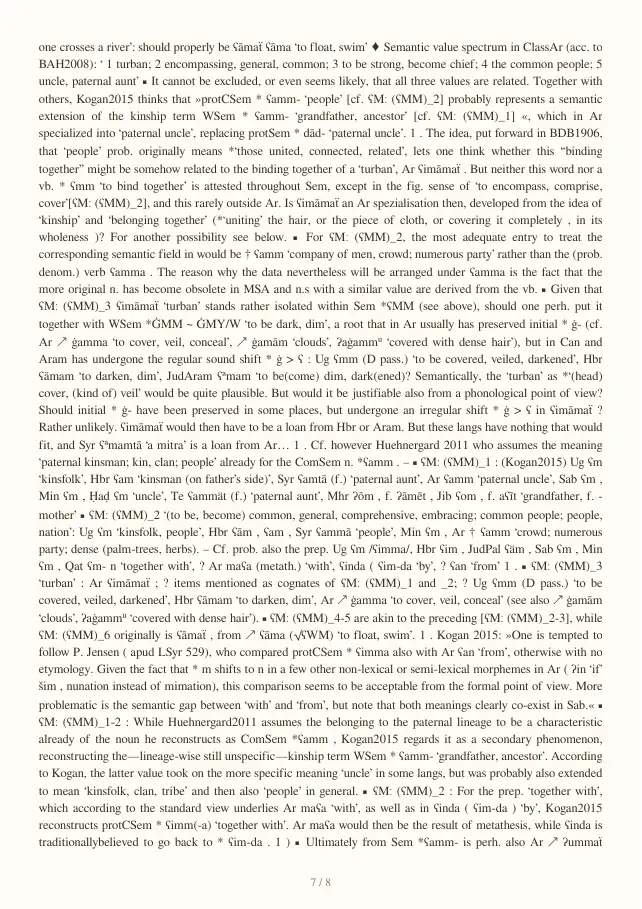 one crosses a river’: should properly be ʕāmaẗ ʕāma ‘to float, swim’ ♦ Semantic value spectrum in ClassAr (acc. to
BAH2008): ‘ 1 turban; 2 encompassing, general, common; 3 to be strong, become chief; 4 the common people; 5
uncle, paternal aunt’ ▪ It cannot be excluded, or even seems likely, that all three values are related. Together with
others, Kogan2015 thinks that »protCSem * ʕamm- ‘people’ [cf. ʕM: (ʕMM)_2] probably represents a semantic
extension of the kinship term WSem * ʕamm- ‘grandfather, ancestor’ [cf. ʕM: (ʕMM)_1] «, which in Ar
specialized into ‘paternal uncle’, replacing protSem * dād- ‘paternal uncle’. 1 . The idea, put forward in BDB1906,
that ‘people’ prob. originally means *‘those united, connected, related’, lets one think whether this “binding
together” might be somehow related to the binding together of a ‘turban’, Ar ʕimāmaẗ . But neither this word nor a
vb. * ʕmm ‘to bind together’ is attested throughout Sem, except in the fig. sense of ‘to encompass, comprise,
cover’[ʕM: (ʕMM)_2], and this rarely outside Ar. Is ʕimāmaẗ an Ar spezialisation then, developed from the idea of
‘kinship’ and ‘belonging together’ (*‘uniting’ the hair, or the piece of cloth, or covering it completely , in its
wholeness )? For another possibility see below. ▪ For ʕM: (ʕMM)_2, the most adequate entry to treat the
corresponding semantic field in would be † ʕamm ‘company of men, crowd; numerous party’ rather than the (prob.
denom.) verb ʕamma . The reason why the data nevertheless will be arranged under ʕamma is the fact that the
more original n. has become obsolete in MSA and n.s with a similar value are derived from the vb. ▪ Given that
ʕM: (ʕMM)_3 ʕimāmaẗ ‘turban’ stands rather isolated within Sem *ʕMM (see above), should one perh. put it
together with WSem *ĠMM ~ ĠMY/W ‘to be dark, dim’, a root that in Ar usually has preserved initial * ġ- (cf.
Ar ↗ ġamma ‘to cover, veil, conceal’, ↗ ġamām ‘clouds’, ʔaġammᵘ ‘covered with dense hair’), but in Can and
Aram has undergone the regular sound shift * ġ > ʕ : Ug ʕmm (D pass.) ‘to be covered, veiled, darkened’, Hbr
ʕāmam ‘to darken, dim’, JudAram ʕᵃmam ‘to be(come) dim, dark(ened)? Semantically, the ‘turban’ as *‘(head)
cover, (kind of) veil’ would be quite plausible. But would it be justifiable also from a phonological point of view?
Should initial * ġ- have been preserved in some places, but undergone an irregular shift * ġ > ʕ in ʕimāmaẗ ?
Rather unlikely. ʕimāmaẗ would then have to be a loan from Hbr or Aram. But these langs have nothing that would
fit, and Syr ʕᵃmamtā ‘a mitra’ is a loan from Ar… 1 . Cf. however Huehnergard 2011 who assumes the meaning
‘paternal kinsman; kin, clan; people’ already for the ComSem n. *ʕamm . – ▪ ʕM: (ʕMM)_1 : (Kogan2015) Ug ʕm
‘kinsfolk’, Hbr ʕam ‘kinsman (on father’s side)’, Syr ʕamtā (f.) ‘paternal aunt’, Ar ʕamm ‘paternal uncle’, Sab ʕm ,
Min ʕm , Ḥaḍ ʕm ‘uncle’, Te ʕammät (f.) ‘paternal aunt’, Mhr ʔōm , f. ʔāmēt , Jib ʕom , f. aʕīt ‘grandfather, f. -
mother’ ▪ ʕM: (ʕMM)_2 ‘(to be, become) common, general, comprehensive, embracing; common people; people,
nation’: Ug ʕm ‘kinsfolk, people’, Hbr ʕām , ʕam , Syr ʕammā ‘people’, Min ʕm , Ar † ʕamm ‘crowd; numerous
party; dense (palm-trees, herbs). – Cf. prob. also the prep. Ug ʕm /ʕimma/, Hbr ʕim , JudPal ʕäm , Sab ʕm , Min
ʕm , Qat ʕm- n ‘together with’, ? Ar maʕa (metath.) ‘with’, ʕinda ( ʕim-da ‘by’, ? ʕan ‘from’ 1 . ▪ ʕM: (ʕMM)_3
‘turban’ : Ar ʕimāmaẗ ; ? items mentioned as cognates of ʕM: (ʕMM)_1 and _2; ? Ug ʕmm (D pass.) ‘to be
covered, veiled, darkened’, Hbr ʕāmam ‘to darken, dim’, Ar ↗ ġamma ‘to cover, veil, conceal’ (see also ↗ ġamām
‘clouds’, ʔaġammᵘ ‘covered with dense hair’). ▪ ʕM: (ʕMM)_4-5 are akin to the preceding [ʕM: (ʕMM)_2-3], while
ʕM: (ʕMM)_6 originally is ʕāmaẗ , from ↗ ʕāma (√ʕWM) ‘to float, swim’. 1 . Kogan 2015: »One is tempted to
follow P. Jensen ( apud LSyr 529), who compared protCSem * ʕimma also with Ar ʕan ‘from’, otherwise with no
etymology. Given the fact that * m shifts to n in a few other non-lexical or semi-lexical morphemes in Ar ( ʔin ‘if’
šim , nunation instead of mimation), this comparison seems to be acceptable from the formal point of view. More
problematic is the semantic gap between ‘with’ and ‘from’, but note that both meanings clearly co-exist in Sab.« ▪
ʕM: (ʕMM)_1-2 : While Huehnergard2011 assumes the belonging to the paternal lineage to be a characteristic
already of the noun he reconstructs as ComSem *ʕamm , Kogan2015 regards it as a secondary phenomenon,
reconstructing the—lineage-wise still unspecific—kinship term WSem * ʕamm- ‘grandfather, ancestor’. According
to Kogan, the latter value took on the more specific meaning ‘uncle’ in some langs, but was probably also extended
to mean ‘kinsfolk, clan, tribe’ and then also ‘people’ in general. ▪ ʕM: (ʕMM)_2 : For the prep. ‘together with’,
which according to the standard view underlies Ar maʕa ‘with’, as well as in ʕinda ( ʕim-da ) ‘by’, Kogan2015
reconstructs protCSem * ʕimm(-a) ‘together with’. Ar maʕa would then be the result of metathesis, while ʕinda is
traditionallybelieved to go back to * ʕim-da . 1 ) ▪ Ultimately from Sem *ʕamm- is perh. also Ar ↗ ʔummaẗ
7 / 8